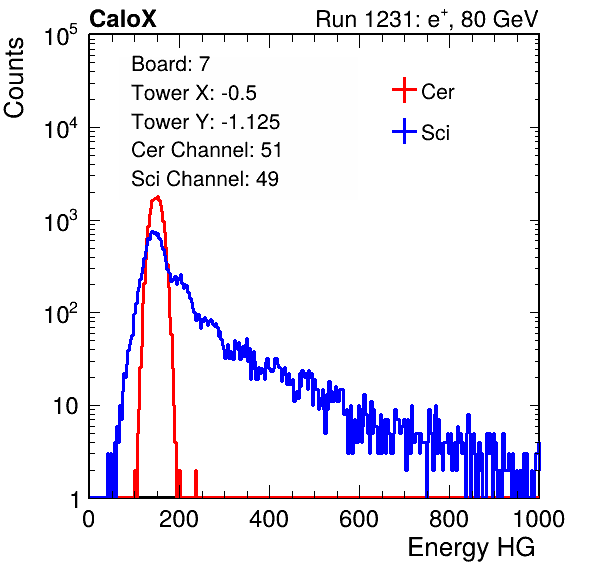 CaloX Run 1231: e⁺, 80 GeV
Counts
10⁵
10⁴
10³
10²
10
1
Board: 7
Tower X: -0.5
Tower Y: -1.125
Cer Channel: 51
Sci Channel: 49
Cer
Sci
0 200 400 600 800 1000
Energy HG